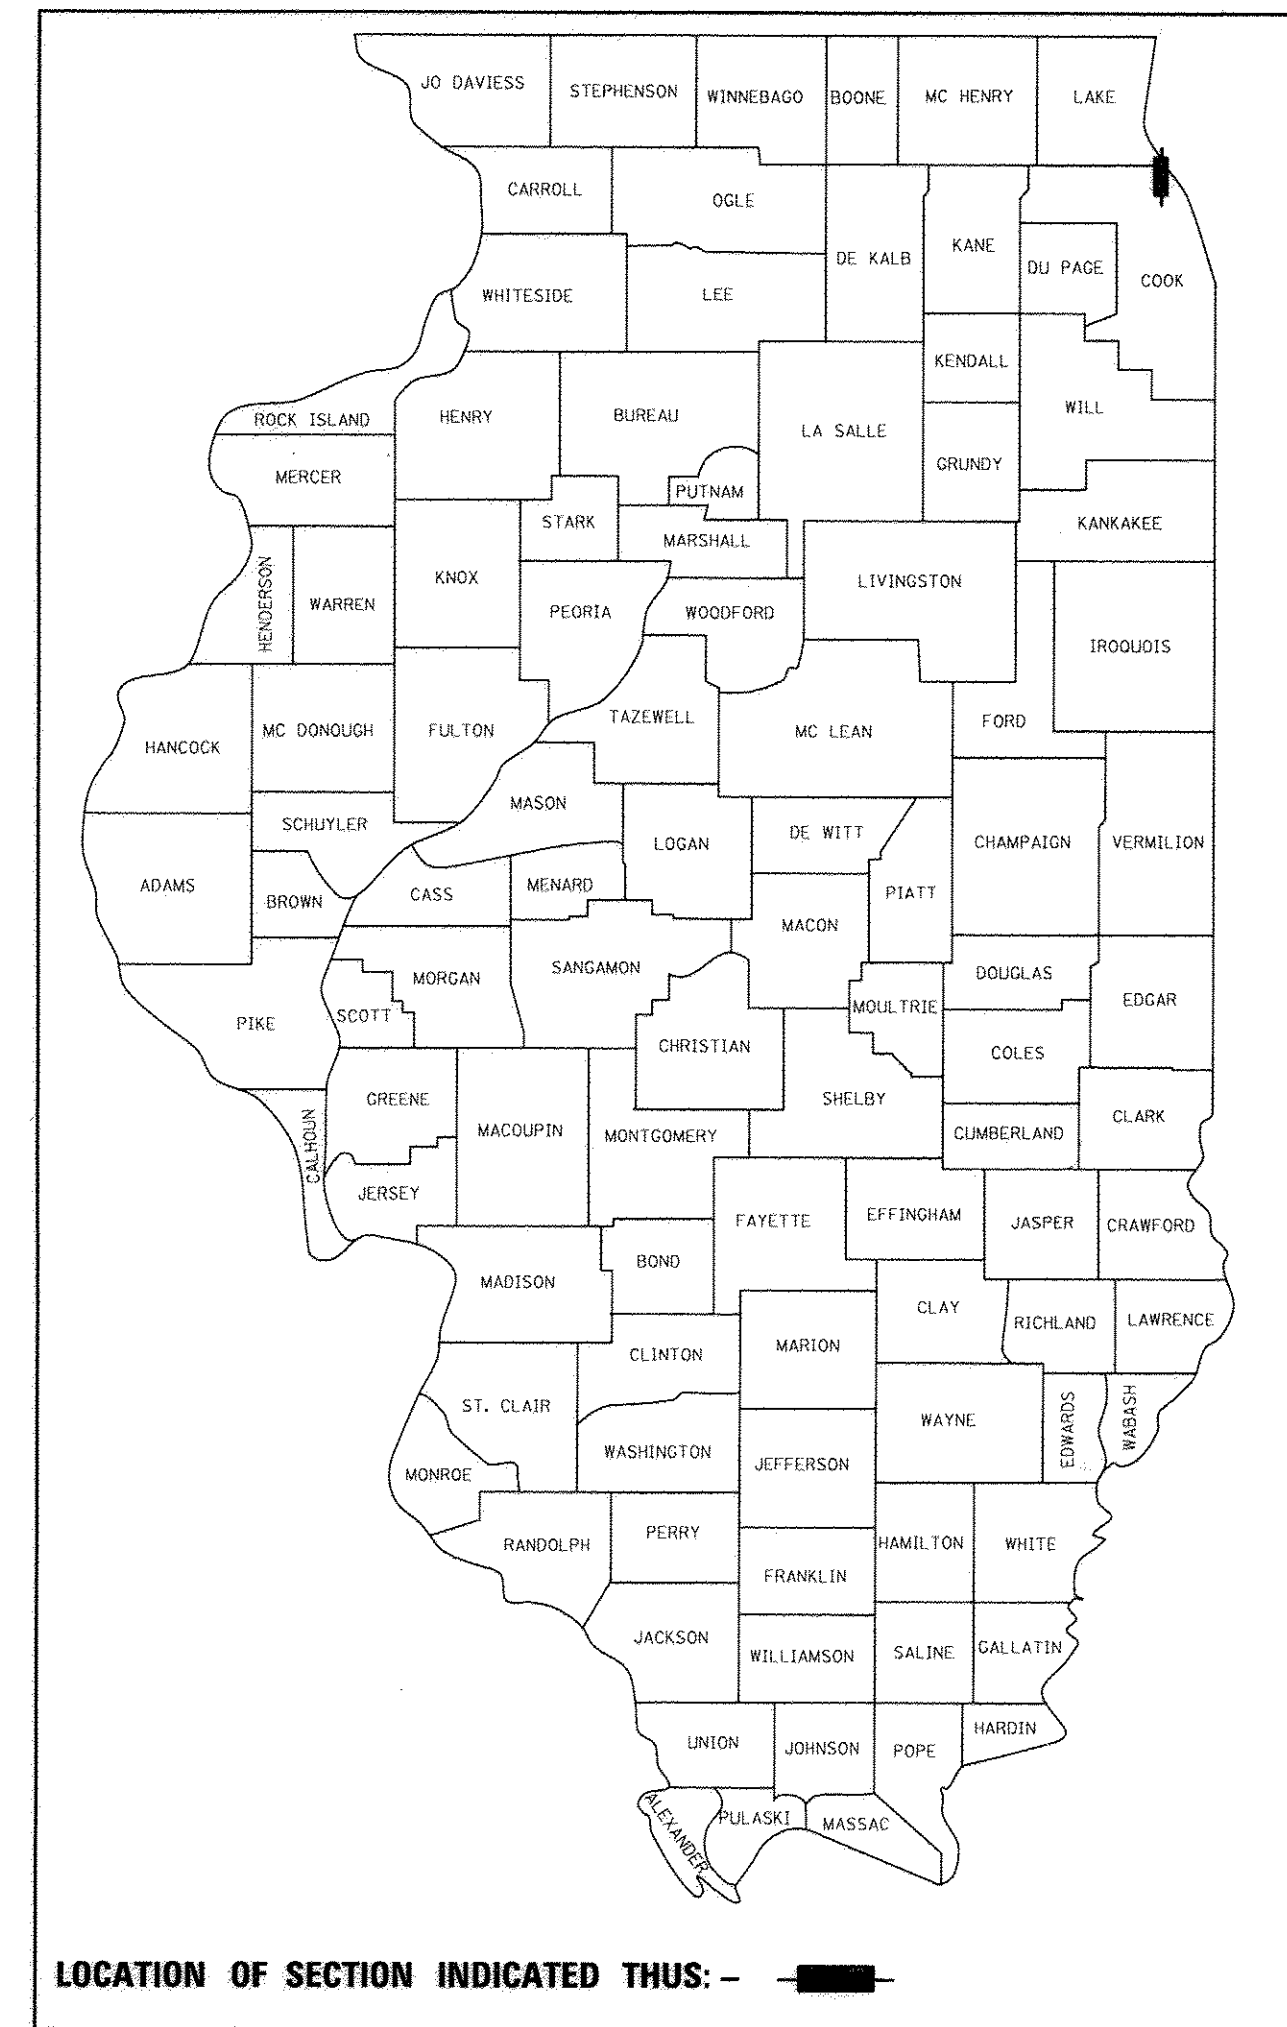 JO DAVIESS
STEPHENSON
WINNEBAGO
BOONE
MC HENRY
LAKE
CARROLL
OGLE
DE KALB
KANE
DU PAGE
COOK
WHITESIDE
LEE
KENDALL
ROCK ISLAND
HENRY
BUREAU
LA SALLE
WILL
GRUNDY
MERCER
PUTNAM
STARK
MARSHALL
KANKAKEE
HENDERSON
WARREN
KNOX
PEORIA
WOODFORD
LIVINGSTON
IROQUOIS
HANCOCK
MC DONOUGH
FULTON
TAZEWELL
MC LEAN
FORD
SCHUYLER
MASON
LOGAN
DE WITT
CHAMPAIGN
VERMILION
ADAMS
BROWN
CASS
MENARD
PIATT
MACON
MORGAN
SANGAMON
DOUGLAS
EDGAR
PIKE
SCOTT
CHRISTIAN
MOULTRIE
COLES
GREENE
CALHOUN
MACOUPIN
MONTGOMERY
SHELBY
CUMBERLAND
CLARK
JERSEY
FAYETTE
EFFINGHAM
JASPER
CRAWFORD
MADISON
BOND
CLAY
RICHLAND
LAWRENCE
CLINTON
MARION
ST. CLAIR
WAYNE
EDWARDS
WABASH
WASHINGTON
JEFFERSON
MONROE
RANDOLPH
PERRY
HAMILTON
WHITE
FRANKLIN
JACKSON
WILLIAMSON
SALINE
GALLATIN
UNION
JOHNSON
POPE
HARDIN
ALEXANDER
PULASKI
MASSAC
LOCATION OF SECTION INDICATED THUS: –